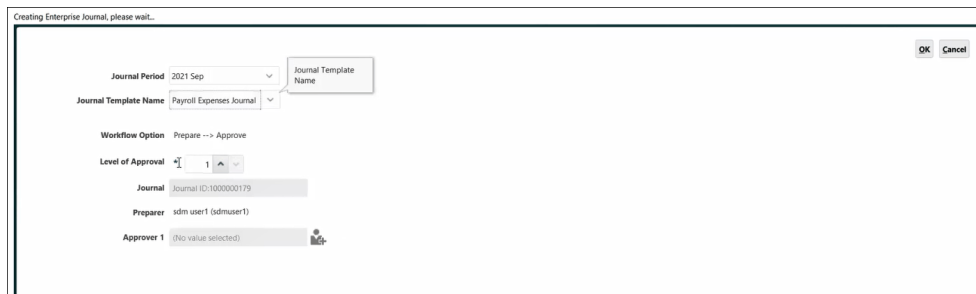 Creating Enterprise Journal, please wait...
OK Cancel
Journal Period 2021 Sep
Journal Template
Name
Journal Template Name Payroll Expenses Journal
Workflow Option Prepare --> Approve
Level of Approval * 1
Journal Journal ID:1000000179
Preparer sdm user1 (sdmuser1)
Approver 1 (No value selected)